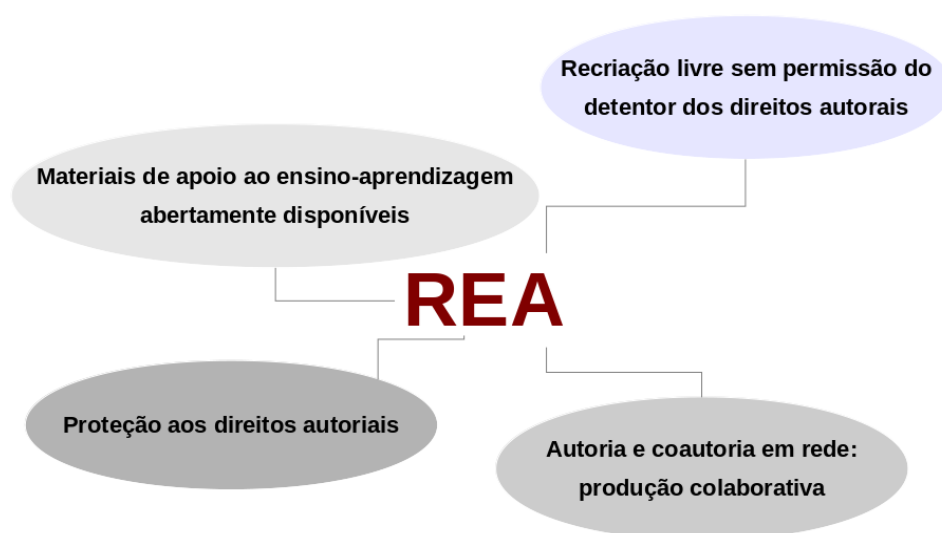 Recriação livre sem permissão do
detentor dos direitos autorais
Materiais de apoio ao ensino-aprendizagem
abertamente disponíveis
REA
Proteção aos direitos autoriais
Autoria e coautoria em rede:
produção colaborativa